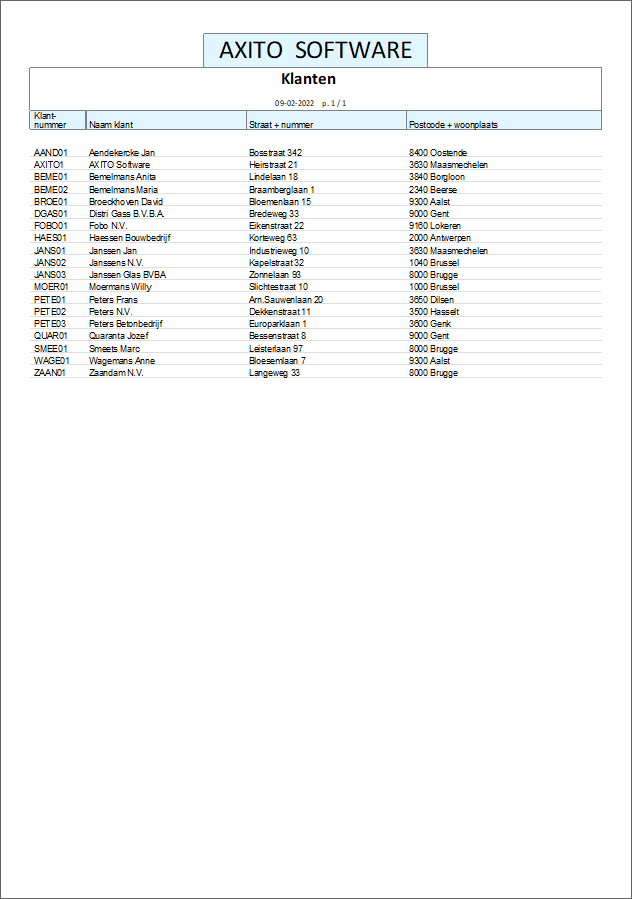 AXITO SOFTWARE
Klanten
09-02-2022 p. 1 / 1
Klant-
nummer Naam klant Straat + nummer Postcode + woonplaats
AAND01 Aendekercke Jan Bosstraat 342 8400 Oostende
AXITO1 AXITO Software Heirstraat 21 3630 Maasmechelen
BEME01 Bemelmans Anita Lindelaan 18 3840 Borgloon
BEME02 Bemelmans Maria Braamberglaan 1 2340 Beerse
BROE01 Broeckhoven David Bloemenlaan 15 9300 Aalst
DGAS01 Distri Gass B.V.B.A. Bredeweg 33 9000 Gent
FOBO01 Fobo N.V. Eikenstraat 22 9160 Lokeren
HAES01 Haessen Bouwbedrijf Korteweg 63 2000 Antwerpen
JANS01 Janssen Jan Industrieweg 10 3630 Maasmechelen
JANS02 Janssens N.V. Kapelstraat 32 1040 Brussel
JANS03 Janssen Glas BVBA Zonnelaan 93 8000 Brugge
MOER01 Moermans Willy Slichtestraat 10 1000 Brussel
PETE01 Peters Frans Arn.Sauwenlaan 20 3650 Dilsen
PETE02 Peters N.V. Dekkenstraat 11 3500 Hasselt
PETE03 Peters Betonbedrijf Europarklaan 1 3600 Genk
QUAR01 Quaranta Jozef Bessenstraat 8 9000 Gent
SMEE01 Smeets Marc Leisterlaan 97 8000 Brugge
WAGE01 Wagemans Anne Bloesemlaan 7 9300 Aalst
ZAAN01 Zaandam N.V. Langeweg 33 8000 Brugge